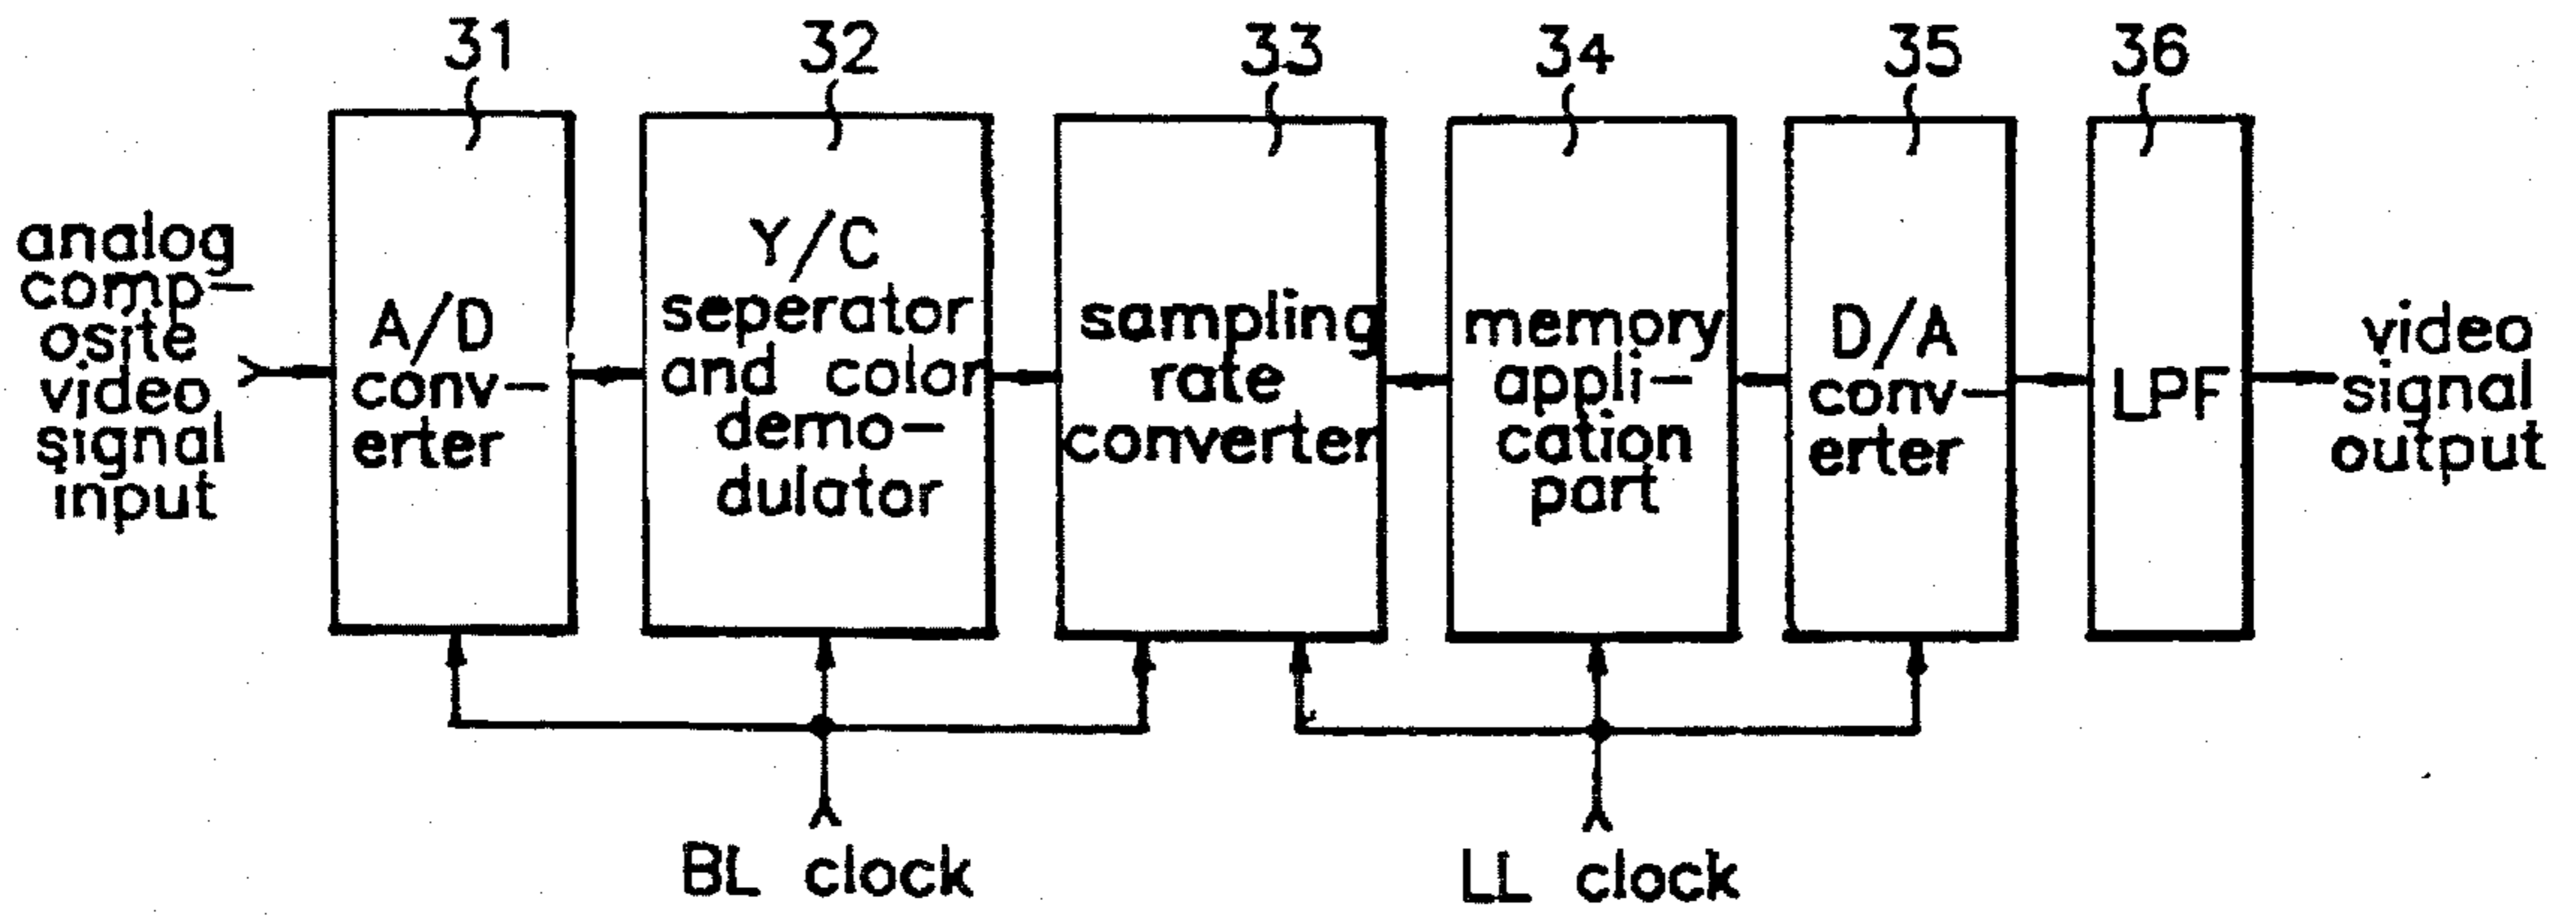 31
32
33
34
35
36
analog
comp-
osite
video
signal
input
A/D
conv-
erter
Y/C
seperator
and color
demo-
dulator
sampling
rate
converter
memory
appli-
cation
part
D/A
conv-
erter
LPF
video
signal
output
BL clock
LL clock